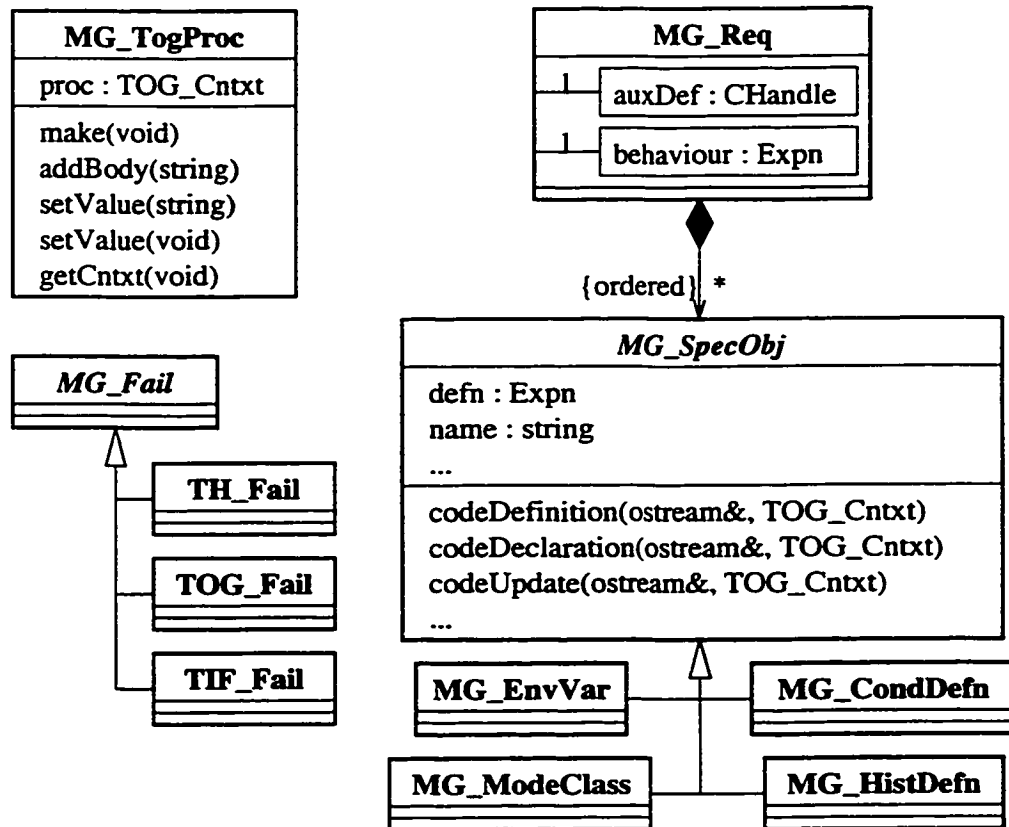 MG_TogProc
proc : TOG_Cntxt
make(void)
addBody(string)
setValue(string)
setValue(void)
getCntxt(void)
MG_Req
1
auxDef : CHandle
1
behaviour : Expn
{ordered} *
MG_SpecObj
defn : Expn
name : string
...
codeDefinition(ostream&, TOG_Cntxt)
codeDeclaration(ostream&, TOG_Cntxt)
codeUpdate(ostream&, TOG_Cntxt)
...
MG_Fail
TH_Fail
TOG_Fail
TIF_Fail
MG_EnvVar
MG_CondDefn
MG_ModeClass
MG_HistDefn